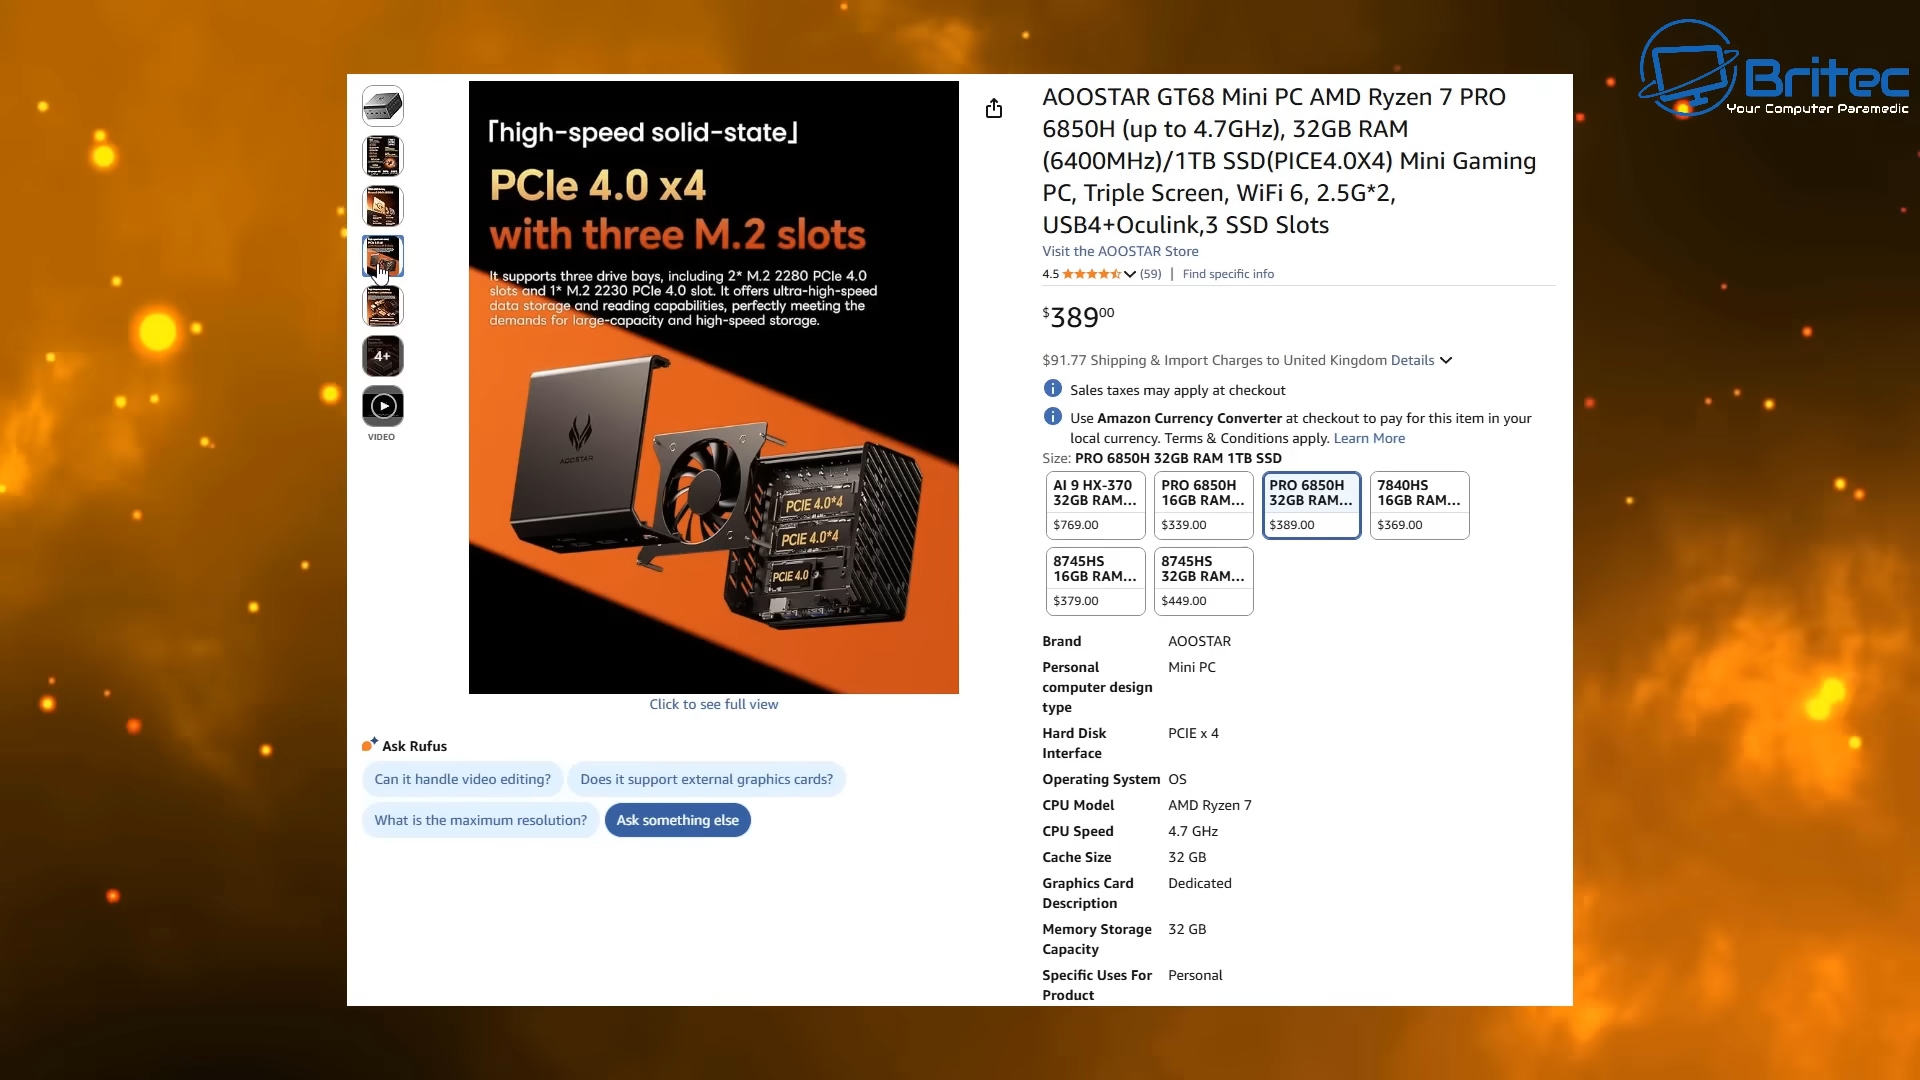 Britec
Your Computer Paramedic
「high-speed solid-state」
PCIe 4.0 x4
with three M.2 slots
It supports three drive bays, including 2* M.2 2280 PCIe 4.0
slots and 1* M.2 2230 PCIe 4.0 slot. It offers ultra-high-speed
data storage and reading capabilities, perfectly meeting the
demands for large-capacity and high-speed storage.
AOOSTAR
PCIE 4.0*4
PCIE 4.0*4
PCIE 4.0
4+
VIDEO
Click to see full view
Ask Rufus
Can it handle video editing?
Does it support external graphics cards?
What is the maximum resolution?
Ask something else
AOOSTAR GT68 Mini PC AMD Ryzen 7 PRO
6850H (up to 4.7GHz), 32GB RAM
(6400MHz)/1TB SSD(PICE4.0X4) Mini Gaming
PC, Triple Screen, WiFi 6, 2.5G*2,
USB4+Oculink,3 SSD Slots
Visit the AOOSTAR Store
4.5 (59) | Find specific info
$38900
$91.77 Shipping & Import Charges to United Kingdom Details
Sales taxes may apply at checkout
Use Amazon Currency Converter at checkout to pay for this item in your
local currency. Terms & Conditions apply. Learn More
Size: PRO 6850H 32GB RAM 1TB SSD
AI 9 HX-370
32GB RAM...
$769.00
PRO 6850H
16GB RAM...
$339.00
PRO 6850H
32GB RAM...
$389.00
7840HS
16GB RAM...
$369.00
8745HS
16GB RAM...
$379.00
8745HS
32GB RAM...
$449.00
Brand AOOSTAR
Personal Mini PC
computer design
type
Hard Disk PCIE x 4
Interface
Operating System OS
CPU Model AMD Ryzen 7
CPU Speed 4.7 GHz
Cache Size 32 GB
Graphics Card Dedicated
Description
Memory Storage 32 GB
Capacity
Specific Uses For Personal
Product